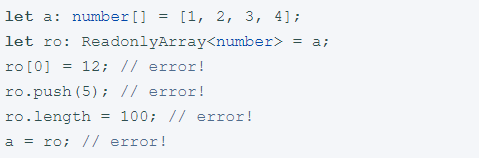 let a: number[] = [1, 2, 3, 4];
let ro: ReadonlyArray<number> = a;
ro[0] = 12; // error!
ro.push(5); // error!
ro.length = 100; // error!
a = ro; // error!